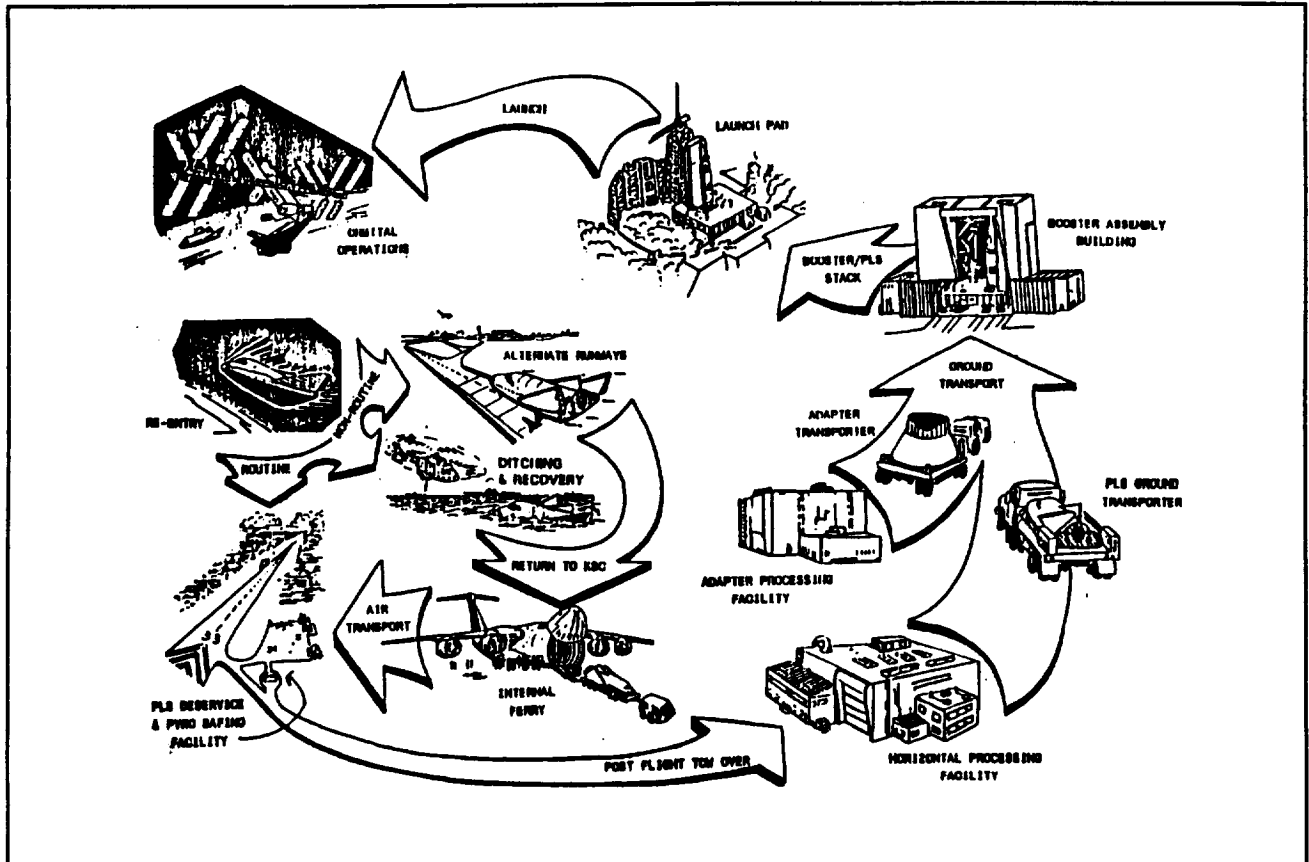 LAUNCH
LAUNCH PAD
ORBITAL
OPERATIONS
BOOSTER ASSEMBLY
BUILDING
BOOSTER/PLS
STACK
ALTERNATE RUNWAYS
GROUND
TRANSPORT
RE-ENTRY
NON-ROUTINE
ROUTINE
ADAPTER
TRANSPORTER
DITCHING
& RECOVERY
PLS GROUND
TRANSPORTER
RETURN TO KSC
ADAPTER PROCESSING
FACILITY
AIR
TRANSPORT
INTERNAL
FERRY
PLS DESERVICE
& PYRO SAFING
FACILITY
POST FLIGHT TOW OVER
HORIZONTAL PROCESSING
FACILITY